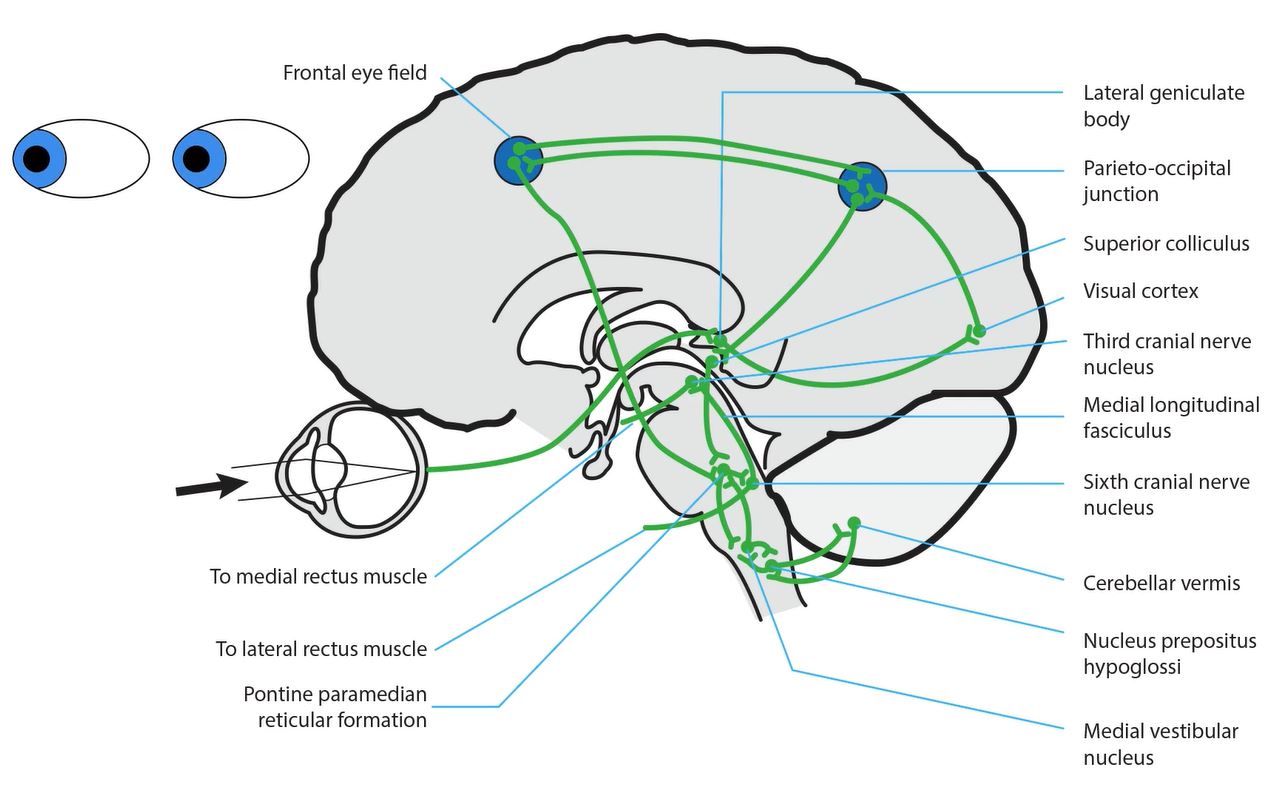 Frontal eye field
Lateral geniculate
body
Parieto-occipital
junction
Superior colliculus
Visual cortex
Third cranial nerve
nucleus
Medial longitudinal
fasciculus
Sixth cranial nerve
nucleus
Cerebellar vermis
Nucleus prepositus
hypoglossi
Medial vestibular
nucleus
To medial rectus muscle
To lateral rectus muscle
Pontine paramedian
reticular formation